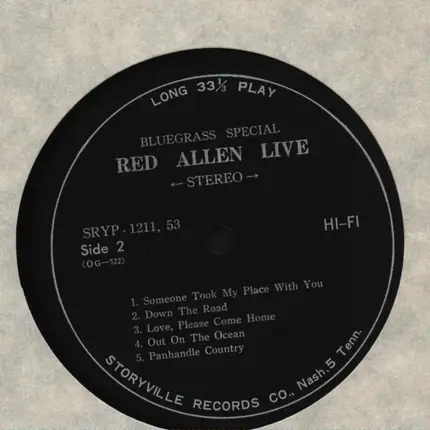 LONG 33⅓ PLAY
BLUEGRASS SPECIAL
RED ALLEN LIVE
←STEREO→
SRYP-1211, 53
HI-FI
Side 2
(OG-522)
1. Someone Took My Place With You
2. Down The Road
3. Love, Please Come Home
4. Out On The Ocean
5. Panhandle Country
STORYVILLE RECORDS CO., Nash. 5 Tenn.